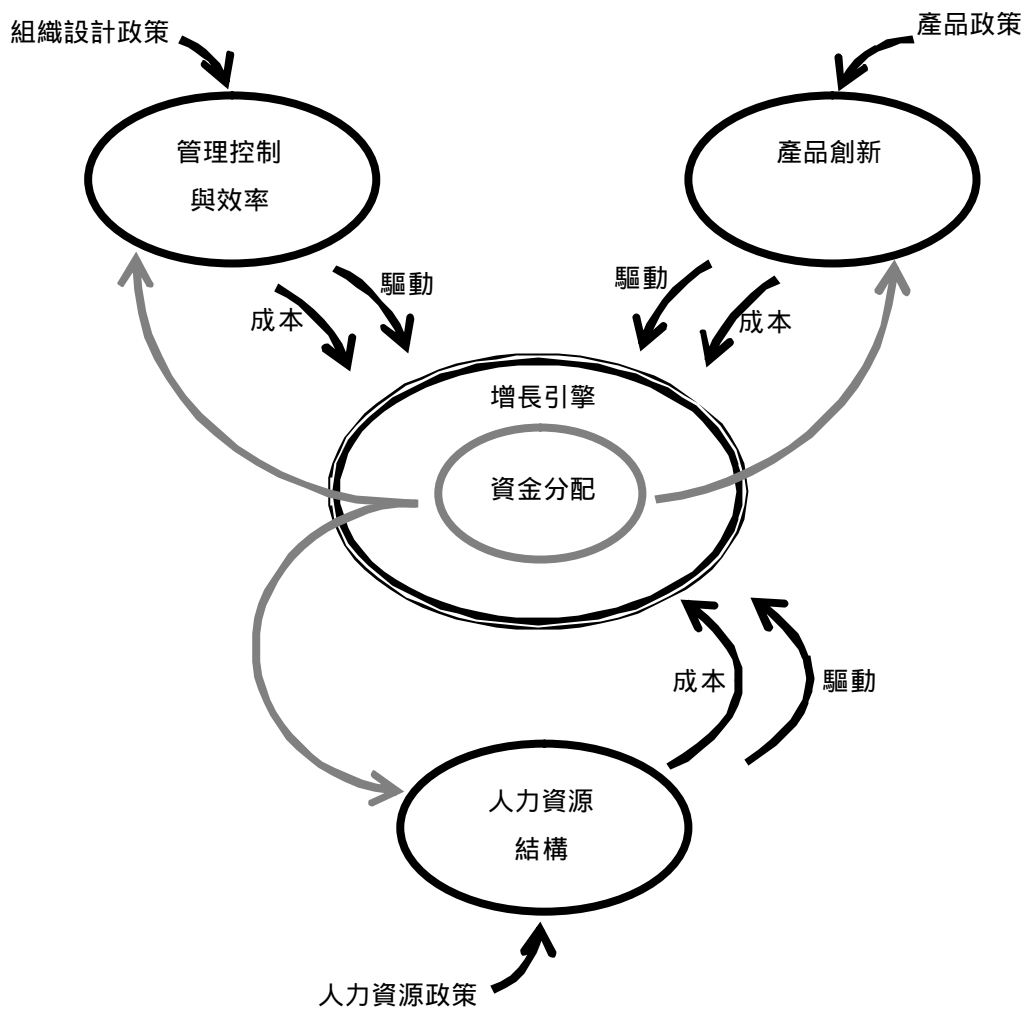 組織設計政策
產品政策
管理控制
與效率
產品創新
驅動
成本
驅動
成本
增長引擎
資金分配
成本
驅動
人力資源
結構
人力資源政策